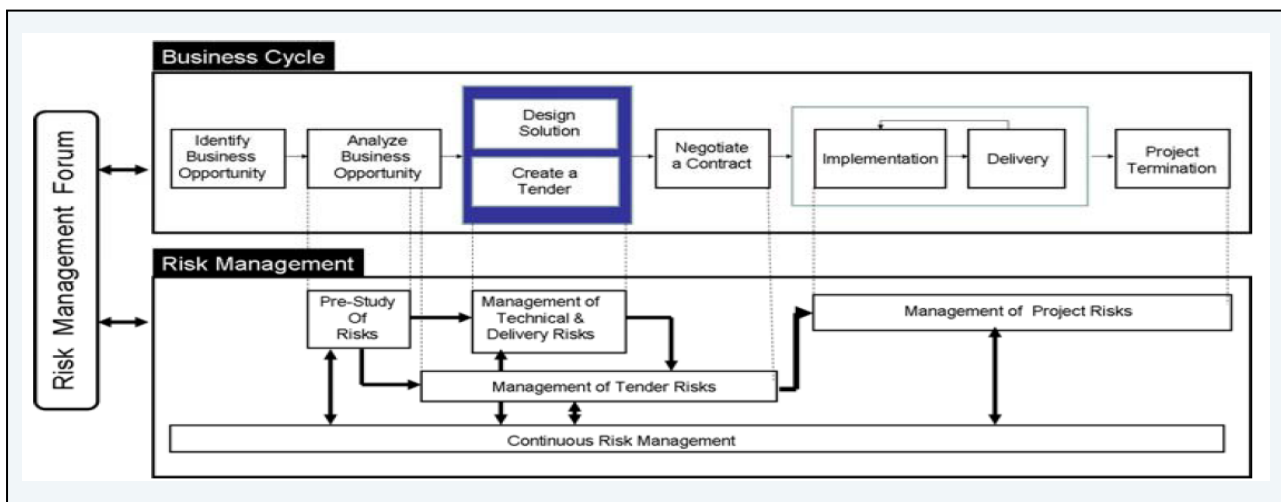 Business Cycle
Risk Management Forum
Identify
Business
Opportunity
Analyze
Business
Opportunity
Design
Solution
Create a
Tender
Negotiate
a Contract
Implementation
Delivery
Project
Termination
Risk Management
Pre-Study
Of
Risks
Management of
Technical &
Delivery Risks
Management of Project Risks
Management of Tender Risks
Continuous Risk Management